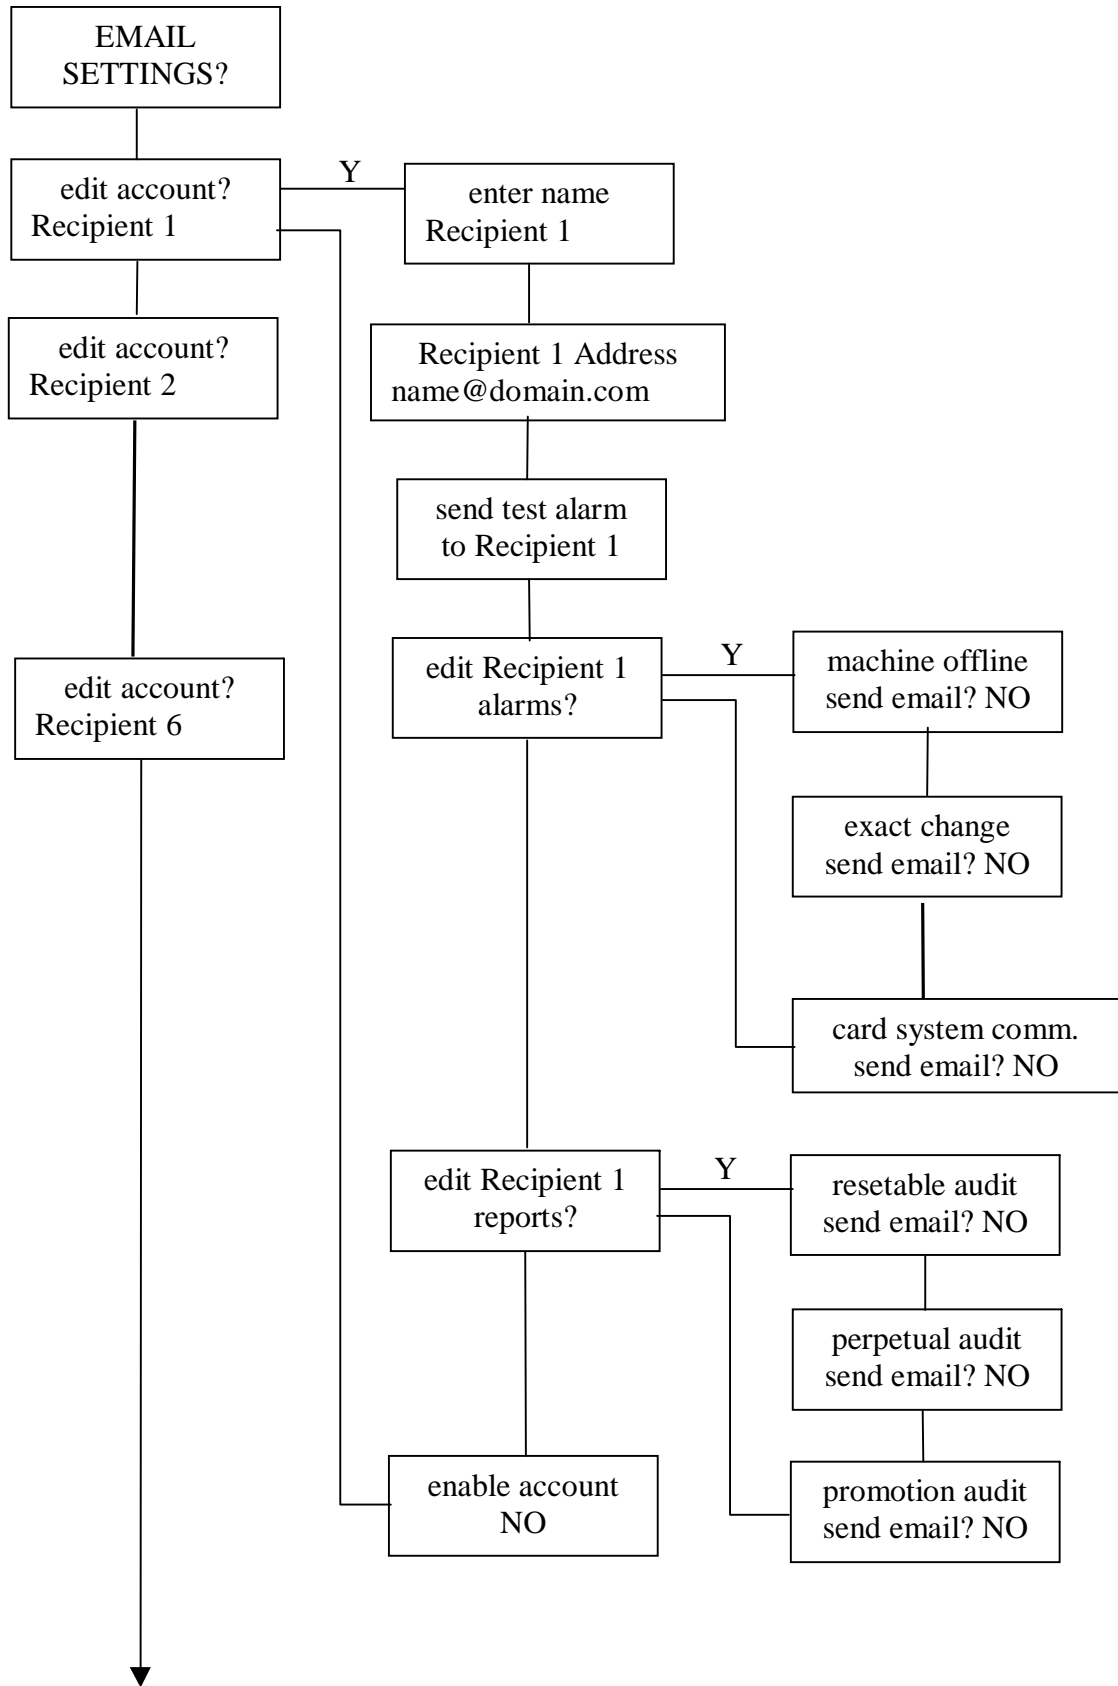 EMAIL
SETTINGS?
edit account?
Recipient 1
Y
enter name
Recipient 1
edit account?
Recipient 2
Recipient 1 Address
name@domain.com
send test alarm
to Recipient 1
edit account?
Recipient 6
edit Recipient 1
alarms?
Y
machine offline
send email? NO
exact change
send email? NO
card system comm.
send email? NO
edit Recipient 1
reports?
Y
resetable audit
send email? NO
perpetual audit
send email? NO
enable account
NO
promotion audit
send email? NO